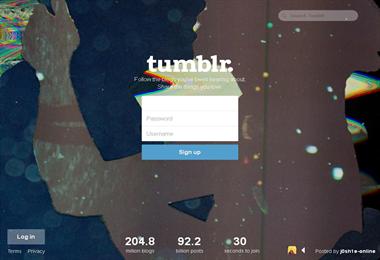 Search Tumblr
tumblr.
Follow the blogs you've been hearing about.
Share the things you love.
Password
Username
Sign up
Log in
Terms Privacy
204.8 92.2 30
million blogs billion posts seconds to join
Posted by j0sh1e-online